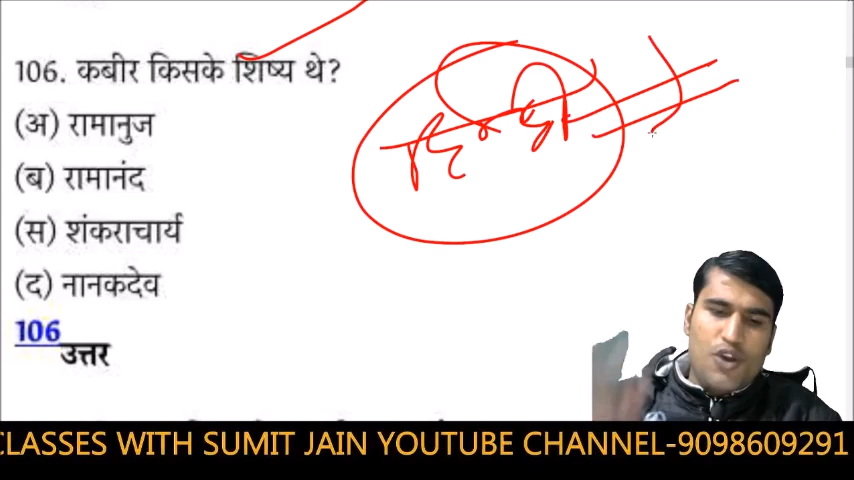 106. कबीर किसके शिष्य थे?
(अ) रामानुज
(ब) रामानंद
(स) शंकराचार्य
(द) नानकदेव
106
उत्तर
CLASSES WITH SUMIT JAIN YOUTUBE CHANNEL-9098609291